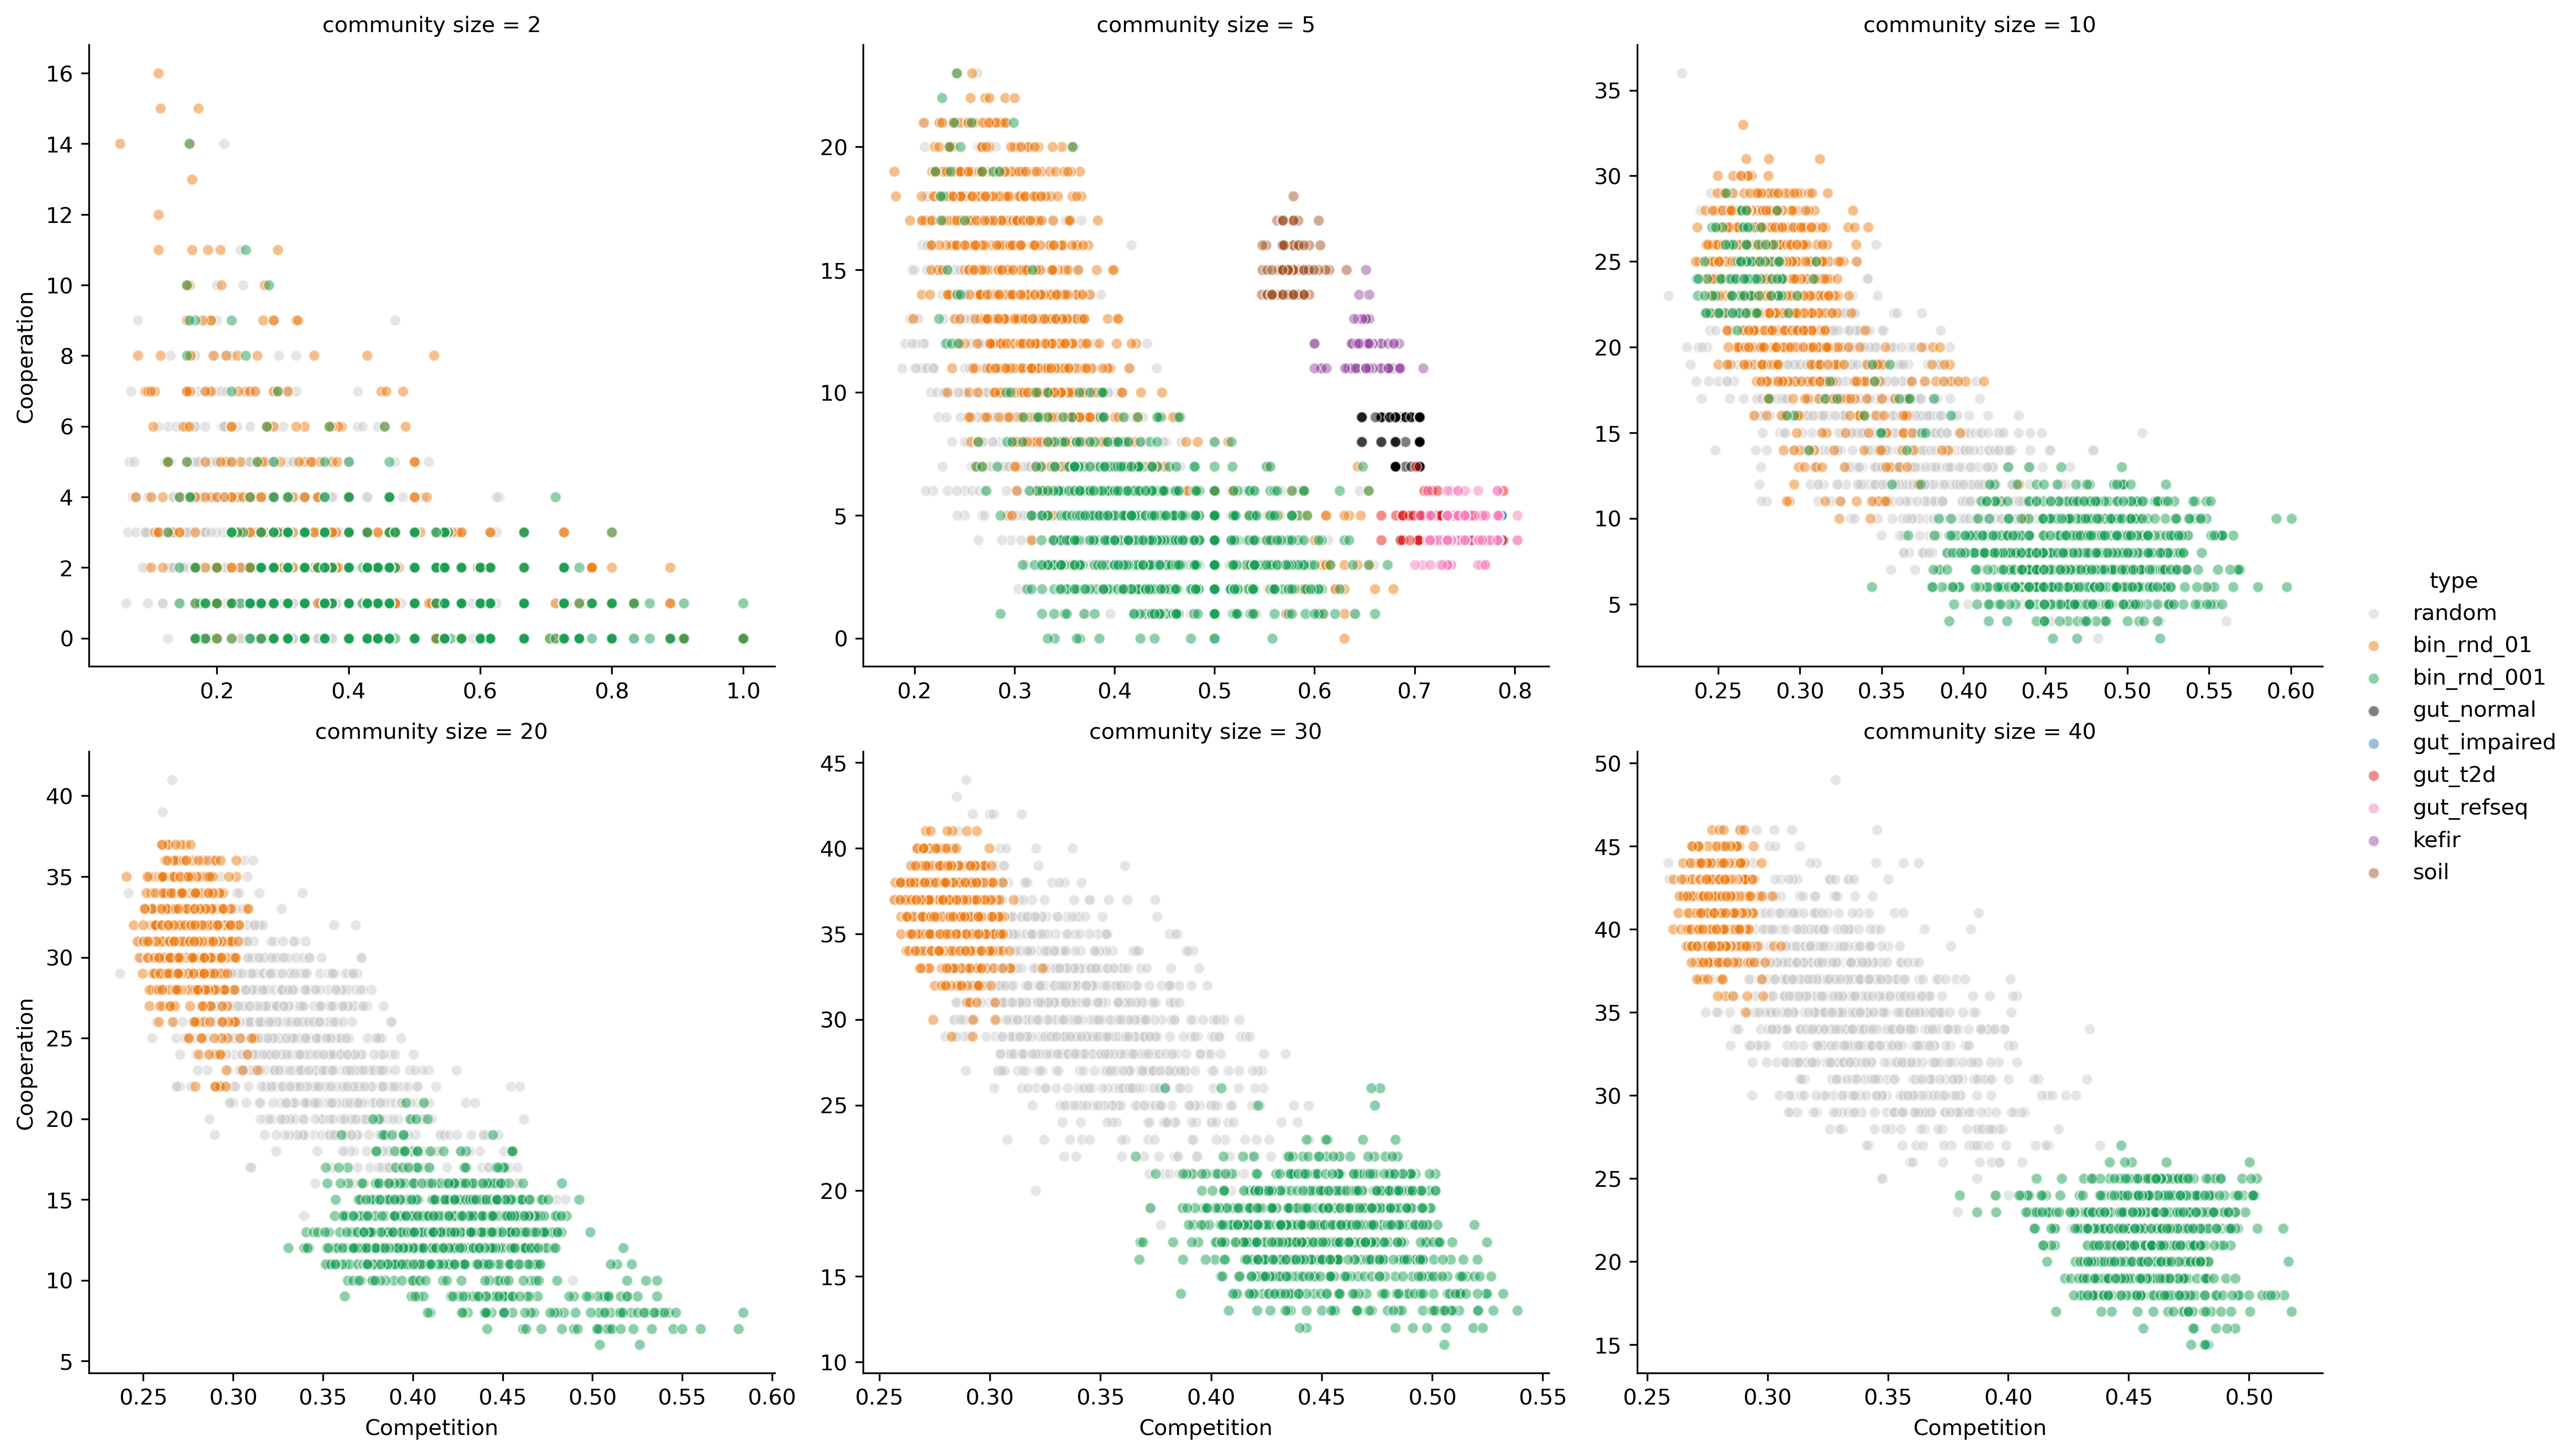 community size = 2
community size = 5
community size = 10
Cooperation
16
14
12
10
8
6
4
2
0
0.2 0.4 0.6 0.8 1.0
20
15
10
5
0
0.2 0.3 0.4 0.5 0.6 0.7 0.8
35
30
25
20
15
10
5
0.25 0.30 0.35 0.40 0.45 0.50 0.55 0.60
community size = 20
community size = 30
community size = 40
Cooperation
40
35
30
25
20
15
10
5
0.25 0.30 0.35 0.40 0.45 0.50 0.55 0.60
Competition
45
40
35
30
25
20
15
10
0.25 0.30 0.35 0.40 0.45 0.50 0.55
Competition
50
45
40
35
30
25
20
15
0.25 0.30 0.35 0.40 0.45 0.50
Competition
type
random
bin_rnd_01
bin_rnd_001
gut_normal
gut_impaired
gut_t2d
gut_refseq
kefir
soil